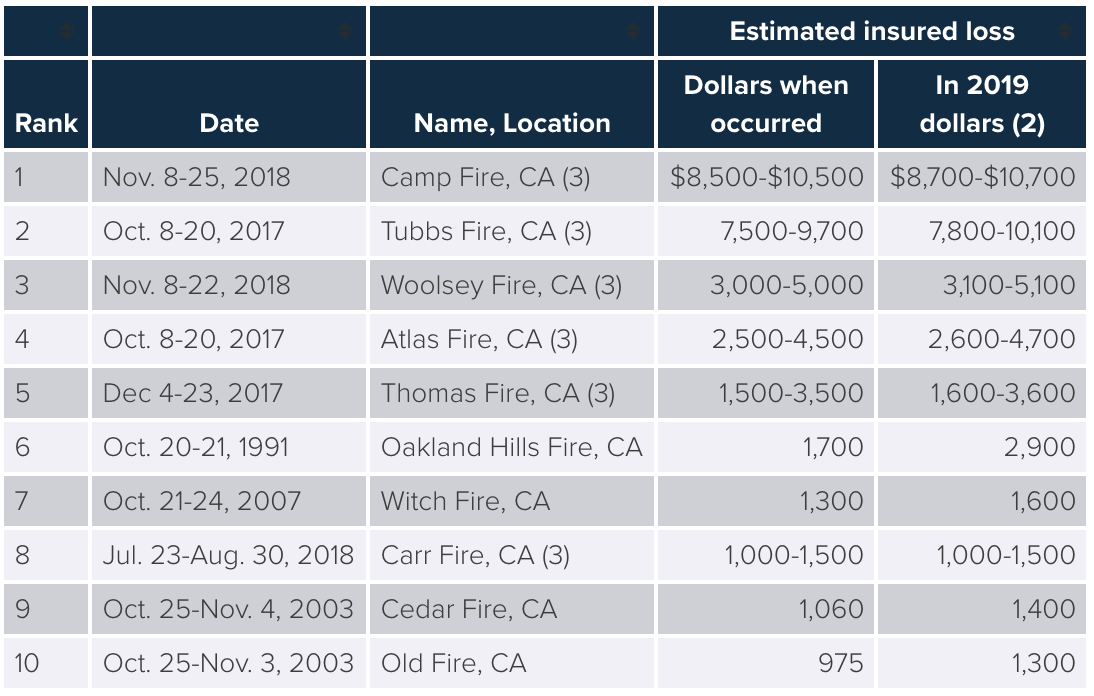 Estimated insured loss
Rank Date Name, Location Dollars when occurred In 2019 dollars (2)
1 Nov. 8-25, 2018 Camp Fire, CA (3) $8,500-$10,500 $8,700-$10,700
2 Oct. 8-20, 2017 Tubbs Fire, CA (3) 7,500-9,700 7,800-10,100
3 Nov. 8-22, 2018 Woolsey Fire, CA (3) 3,000-5,000 3,100-5,100
4 Oct. 8-20, 2017 Atlas Fire, CA (3) 2,500-4,500 2,600-4,700
5 Dec 4-23, 2017 Thomas Fire, CA (3) 1,500-3,500 1,600-3,600
6 Oct. 20-21, 1991 Oakland Hills Fire, CA 1,700 2,900
7 Oct. 21-24, 2007 Witch Fire, CA 1,300 1,600
8 Jul. 23-Aug. 30, 2018 Carr Fire, CA (3) 1,000-1,500 1,000-1,500
9 Oct. 25-Nov. 4, 2003 Cedar Fire, CA 1,060 1,400
10 Oct. 25-Nov. 3, 2003 Old Fire, CA 975 1,300